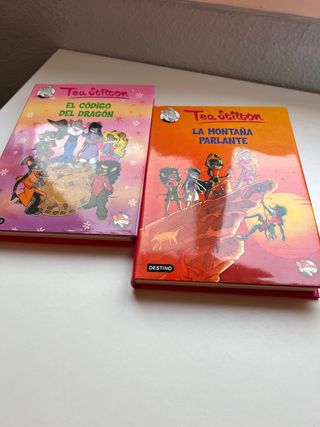 Tea Stilton
EL CÓDIGO
DEL DRAGÓN
Tea Stilton
LA MONTAÑA
PARLANTE
DESTINO